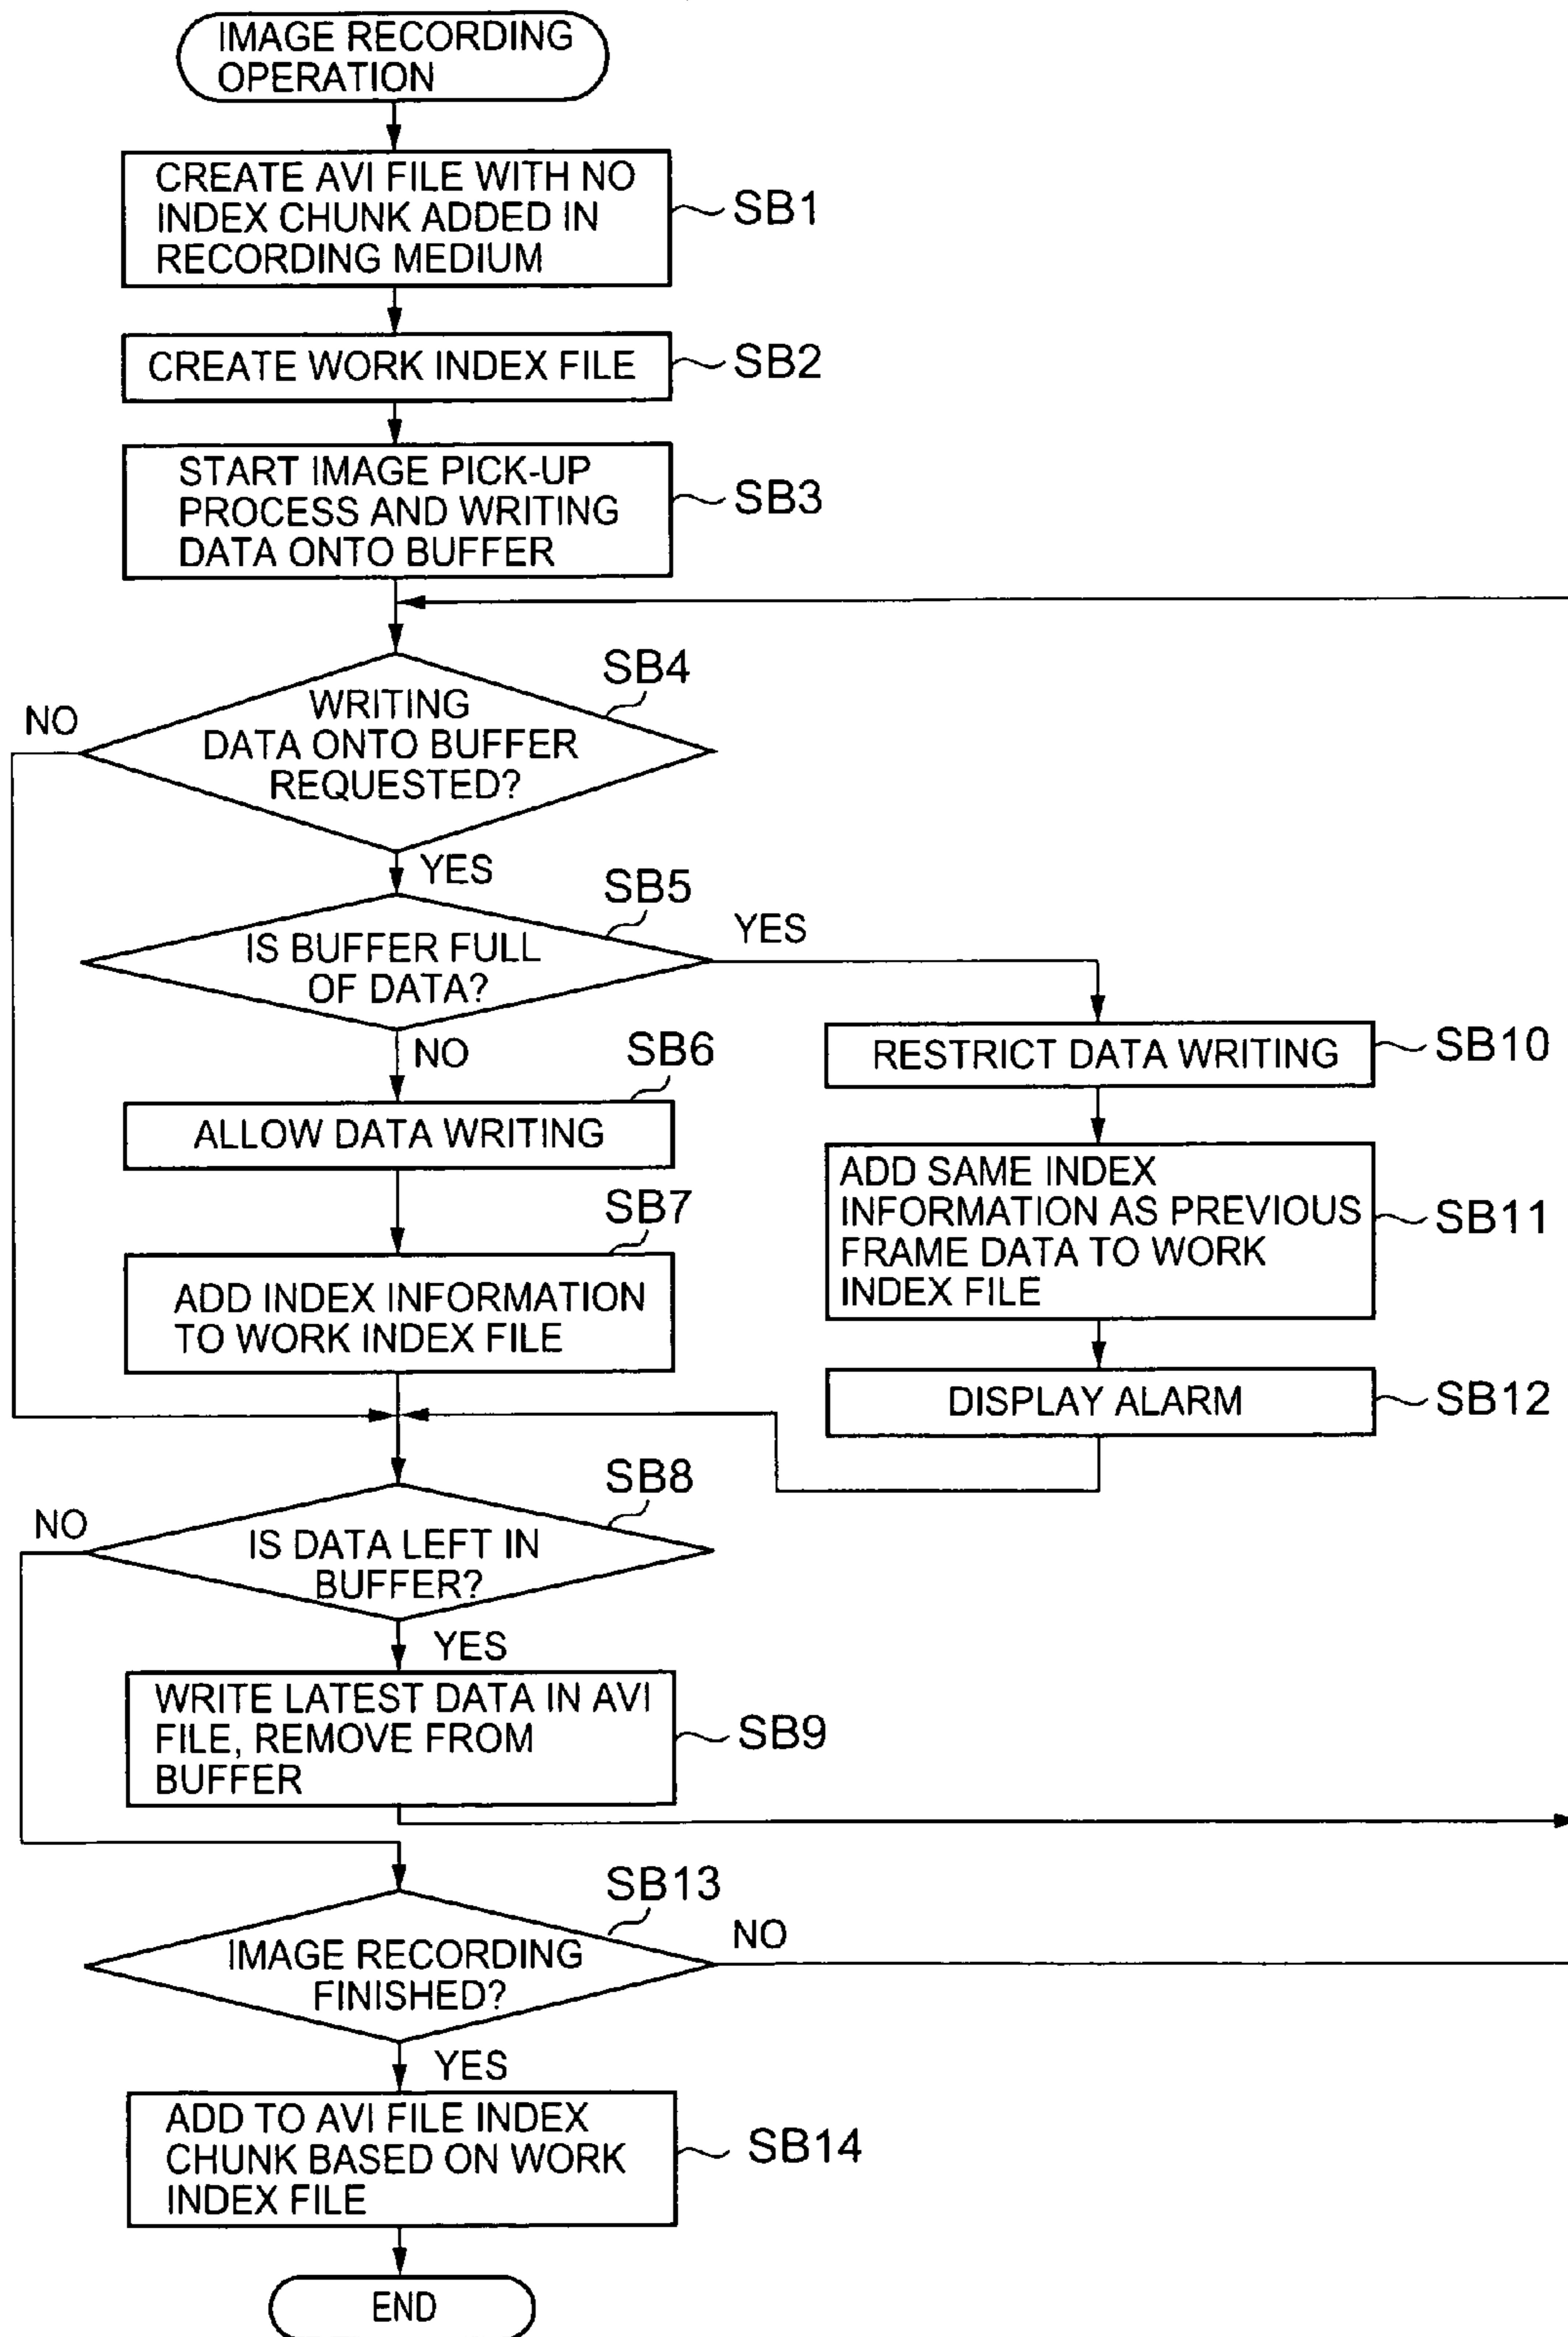 IMAGE RECORDING
OPERATION
CREATE AVI FILE WITH NO
INDEX CHUNK ADDED IN
RECORDING MEDIUM
SB1
CREATE WORK INDEX FILE
SB2
START IMAGE PICK-UP
PROCESS AND WRITING
DATA ONTO BUFFER
SB3
SB4
NO
WRITING
DATA ONTO BUFFER
REQUESTED?
YES
SB5
YES
IS BUFFER FULL
OF DATA?
NO
SB6
ALLOW DATA WRITING
SB7
ADD INDEX INFORMATION
TO WORK INDEX FILE
RESTRICT DATA WRITING
SB10
ADD SAME INDEX
INFORMATION AS PREVIOUS
FRAME DATA TO WORK
INDEX FILE
SB11
DISPLAY ALARM
SB12
SB8
NO
IS DATA LEFT IN
BUFFER?
YES
WRITE LATEST DATA IN AVI
FILE, REMOVE FROM
BUFFER
SB9
SB13
NO
IMAGE RECORDING
FINISHED?
YES
ADD TO AVI FILE INDEX
CHUNK BASED ON WORK
INDEX FILE
SB14
END